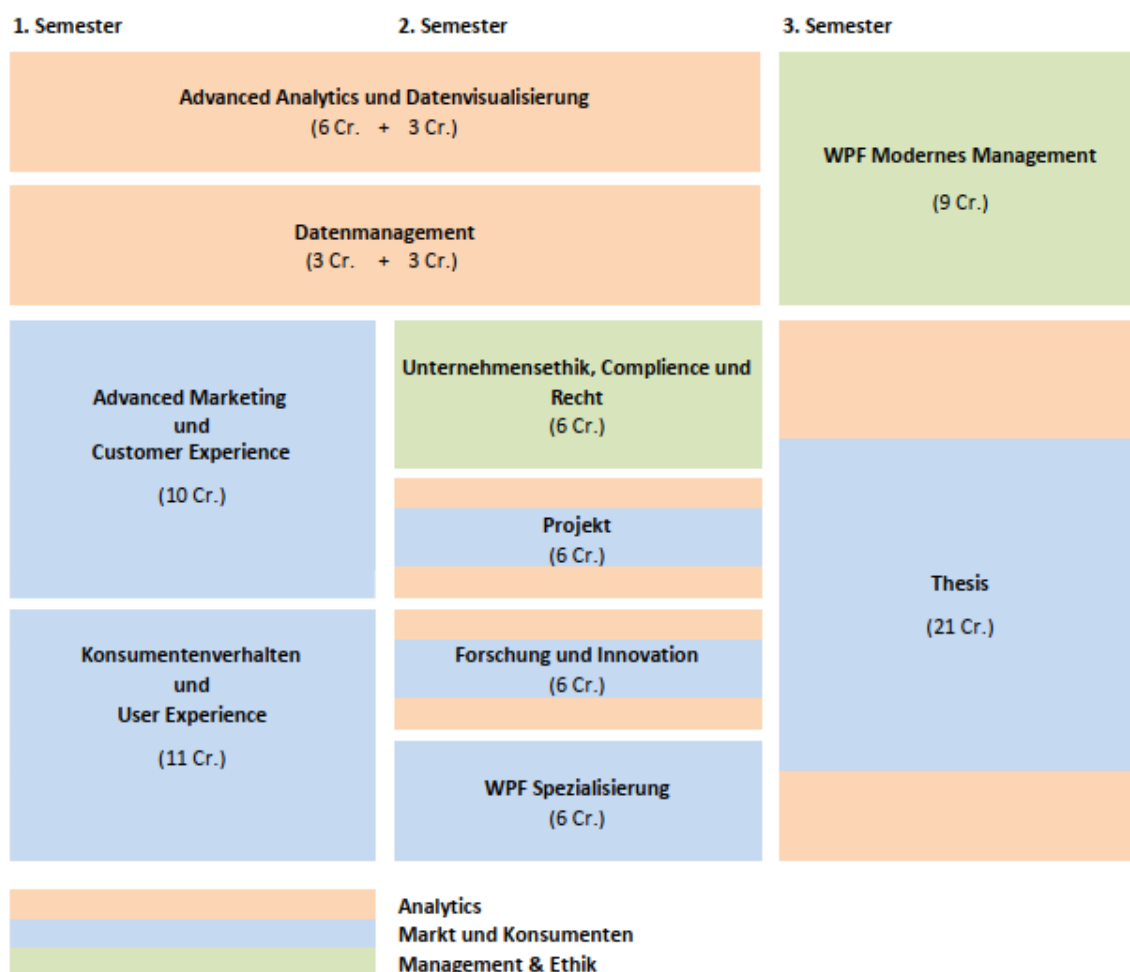 1. Semester
2. Semester
3. Semester
Advanced Analytics und Datenvisualisierung
(6 Cr. + 3 Cr.)
WPF Modernes Management
(9 Cr.)
Datenmanagement
(3 Cr. + 3 Cr.)
Advanced Marketing
und
Customer Experience
(10 Cr.)
Unternehmensethik, Complience und
Recht
(6 Cr.)
Projekt
(6 Cr.)
Thesis
(21 Cr.)
Konsumentenverhalten
und
User Experience
(11 Cr.)
Forschung und Innovation
(6 Cr.)
WPF Spezialisierung
(6 Cr.)
Analytics
Markt und Konsumenten
Management & Ethik